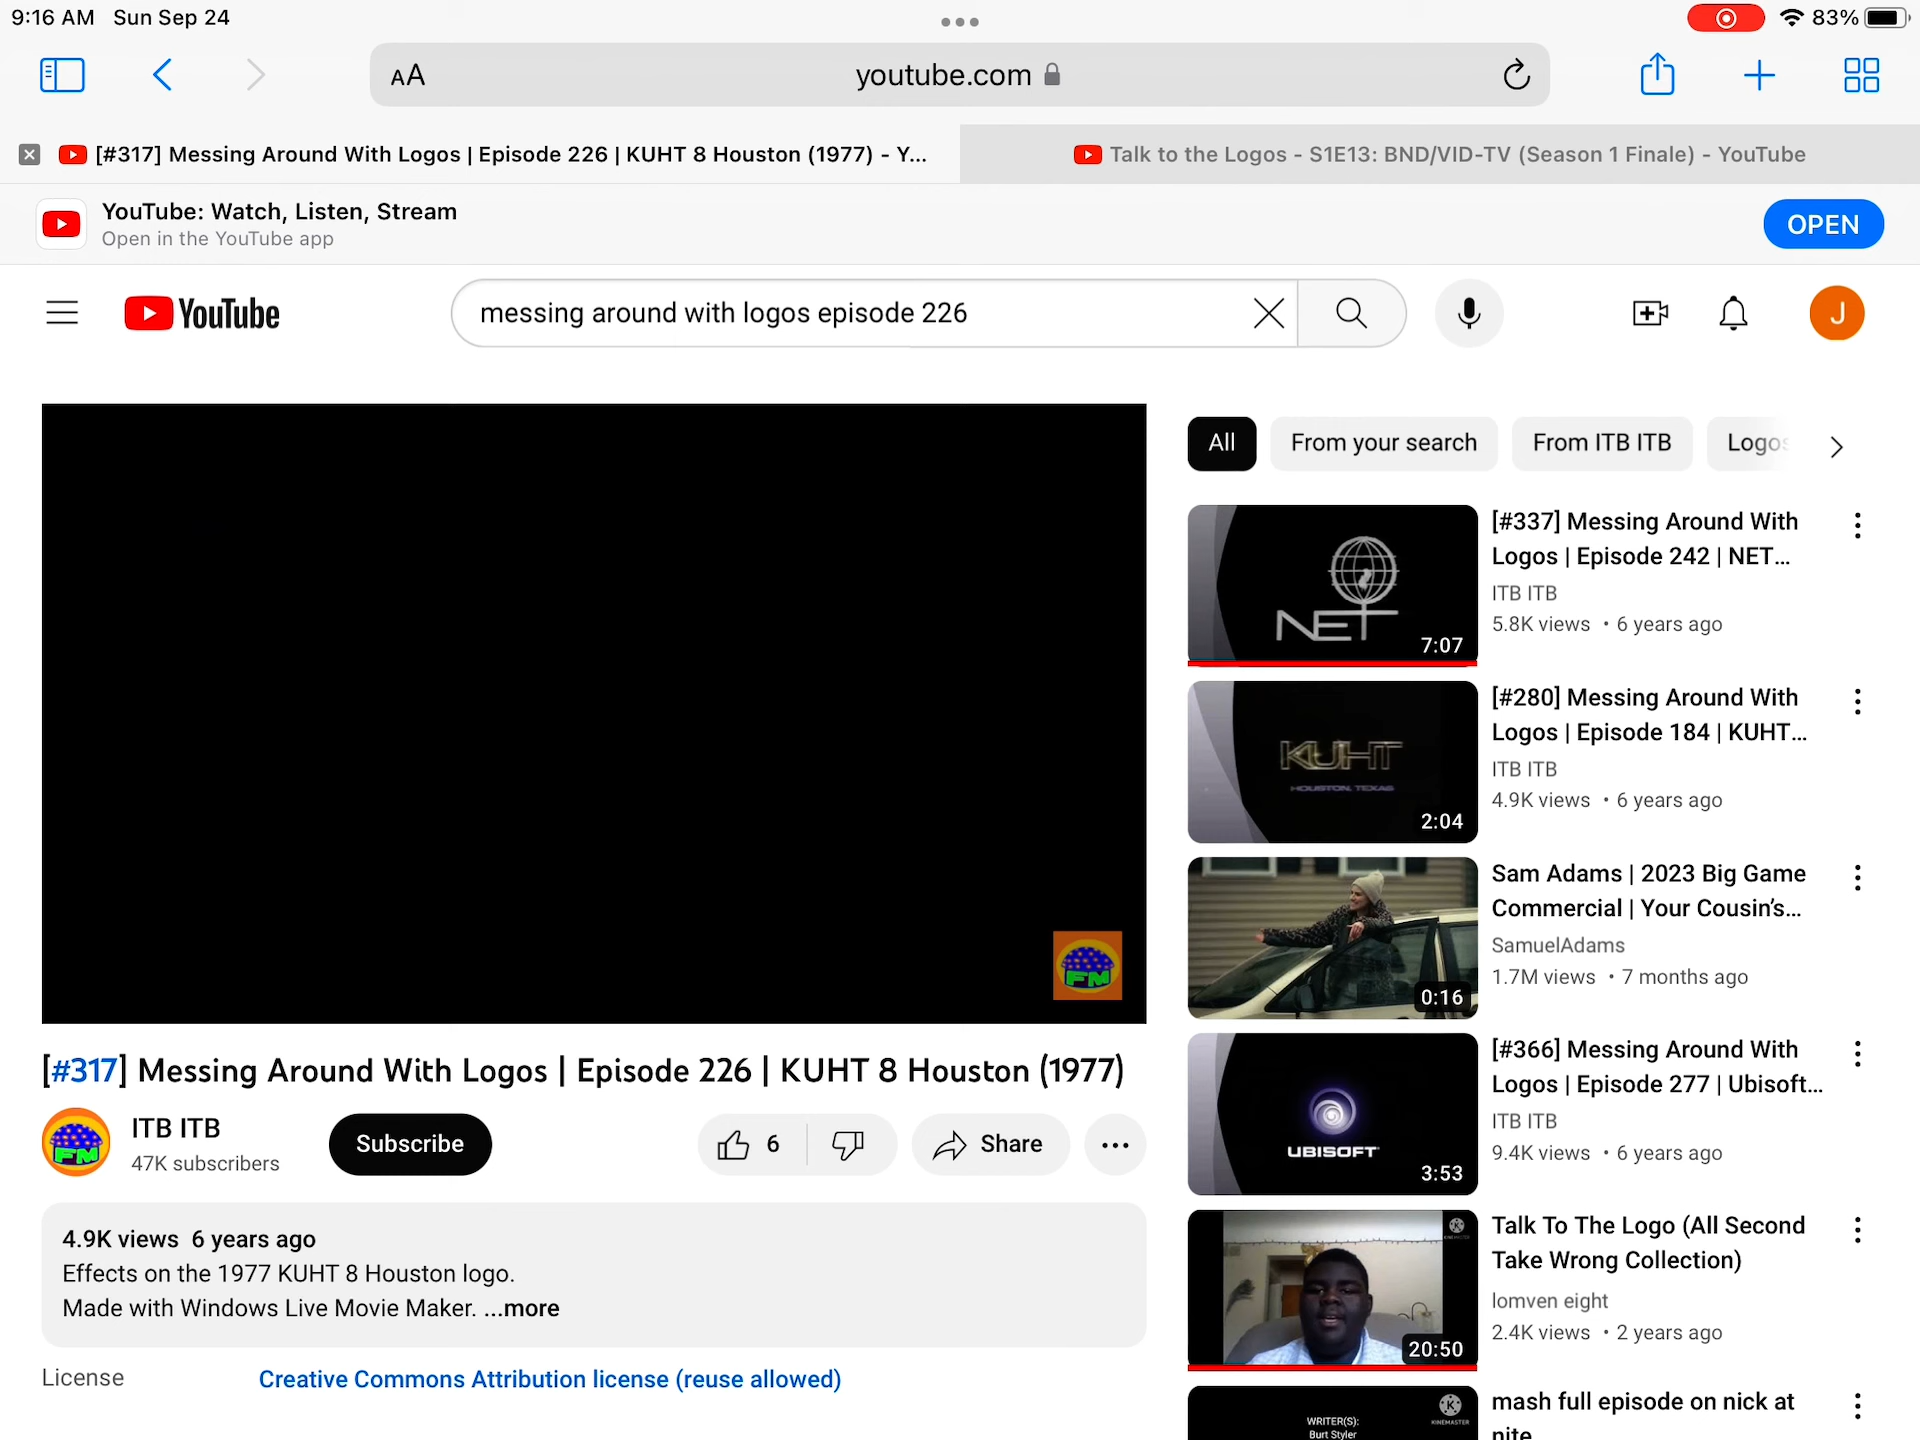 9:16 AM Sun Sep 24
83%
AA
youtube.com
[#317] Messing Around With Logos | Episode 226 | KUHT 8 Houston (1977) - Y...
Talk to the Logos - S1E13: BND/VID-TV (Season 1 Finale) - YouTube
YouTube: Watch, Listen, Stream
Open in the YouTube app
OPEN
YouTube
messing around with logos episode 226
J
All
From your search
From ITB ITB
Logos
FM
[#317] Messing Around With Logos | Episode 226 | KUHT 8 Houston (1977)
FM
ITB ITB
47K subscribers
Subscribe
6
Share
4.9K views 6 years ago
Effects on the 1977 KUHT 8 Houston logo.
Made with Windows Live Movie Maker. ...more
License
Creative Commons Attribution license (reuse allowed)
NET
7:07
[#337] Messing Around With
Logos | Episode 242 | NET...
ITB ITB
5.8K views • 6 years ago
KUHT
HOUSTON, TEXAS
2:04
[#280] Messing Around With
Logos | Episode 184 | KUHT...
ITB ITB
4.9K views • 6 years ago
0:16
Sam Adams | 2023 Big Game
Commercial | Your Cousin's...
SamuelAdams
1.7M views • 7 months ago
UBISOFT
3:53
[#366] Messing Around With
Logos | Episode 277 | Ubisoft...
ITB ITB
9.4K views • 6 years ago
KINEMASTER
20:50
Talk To The Logo (All Second
Take Wrong Collection)
lomven eight
2.4K views • 2 years ago
WRITER(S):
Burt Styler
KINEMASTER
mash full episode on nick at
nite